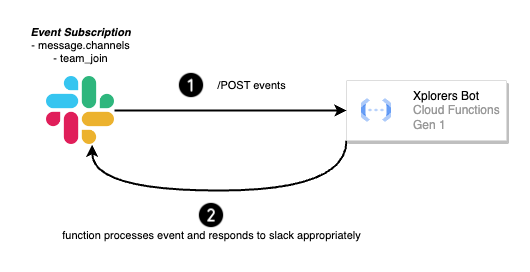 Event Subscription
- message.channels
- team_join
1
/POST events
Xplorers Bot
Cloud Functions
Gen 1
2
function processes event and responds to slack appropriately